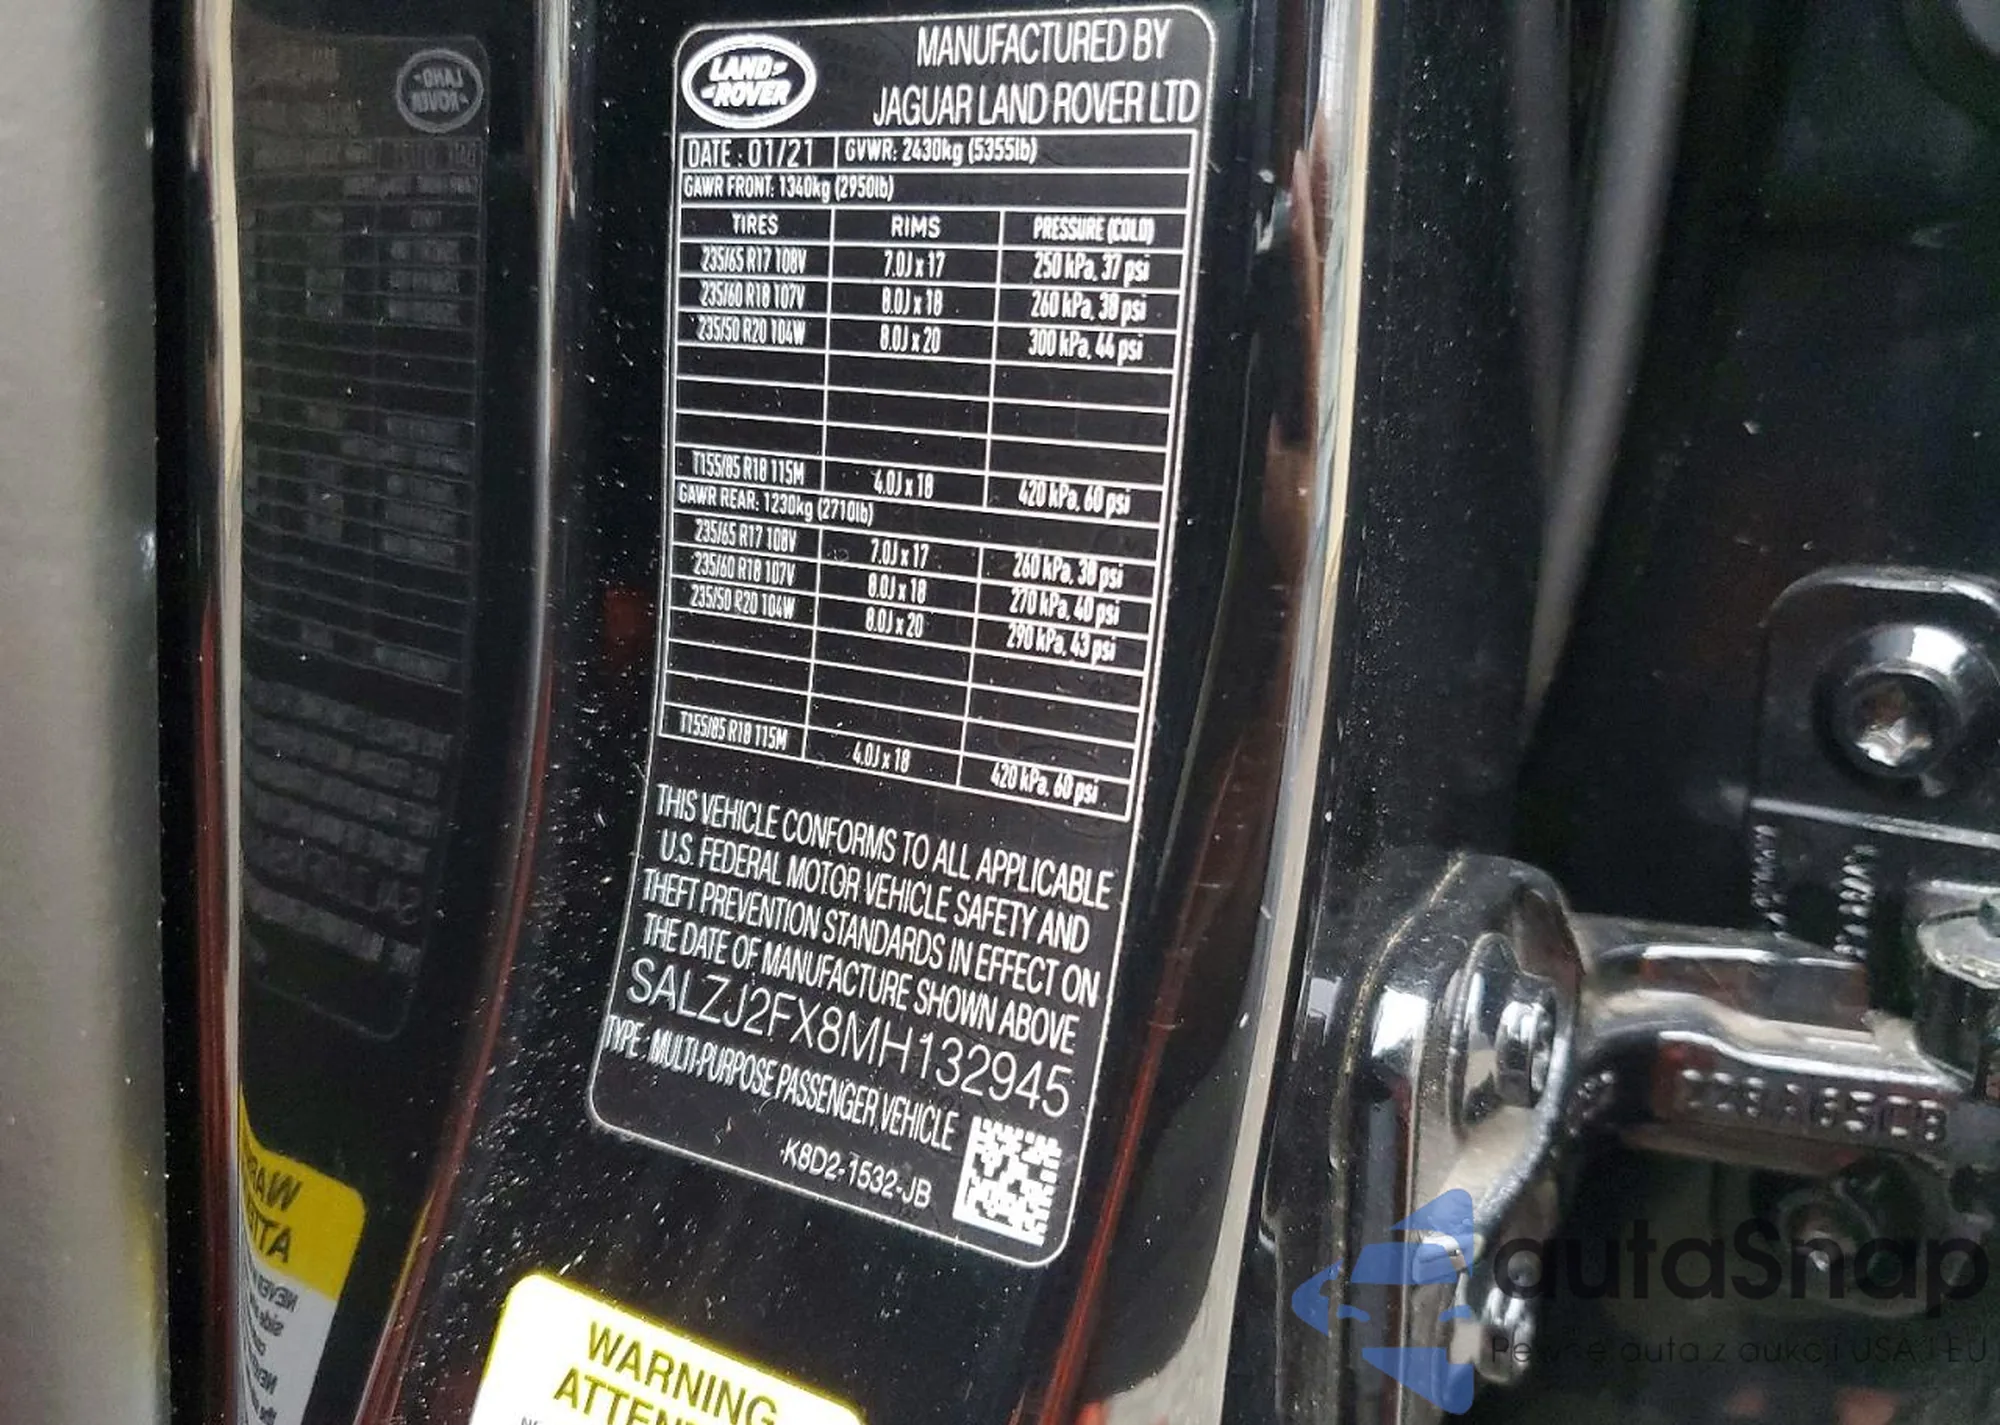 LAND-
-ROVER
MANUFACTURED BY
JAGUAR LAND ROVER LTD
DATE : 01/21 GVWR: 2430kg (5355lb)
GAWR FRONT: 1340kg (2950lb)
TIRES RIMS PRESSURE (COLD)
235/65 R17 108V 7.0J x 17 250 kPa, 37 psi
235/60 R18 107V 8.0J x 18 260 kPa, 38 psi
235/50 R20 104W 8.0J x 20 300 kPa, 44 psi
T155/85 R18 115M 4.0J x 18 420 kPa, 60 psi
GAWR REAR: 1230kg (2710lb)
235/65 R17 108V 7.0J x 17 260 kPa, 38 psi
235/60 R18 107V 8.0J x 18 270 kPa, 40 psi
235/50 R20 104W 8.0J x 20 290 kPa, 43 psi
T155/85 R18 115M 4.0J x 18 420 kPa, 60 psi
THIS VEHICLE CONFORMS TO ALL APPLICABLE
U.S. FEDERAL MOTOR VEHICLE SAFETY AND
THEFT PREVENTION STANDARDS IN EFFECT ON
THE DATE OF MANUFACTURE SHOWN ABOVE
SALZJ2FX8MH132945
TYPE: MULTI-PURPOSE PASSENGER VEHICLE
K8D2-1532-JB
WARNING
autoSnap
Pewne auta z aukcji USA i EU